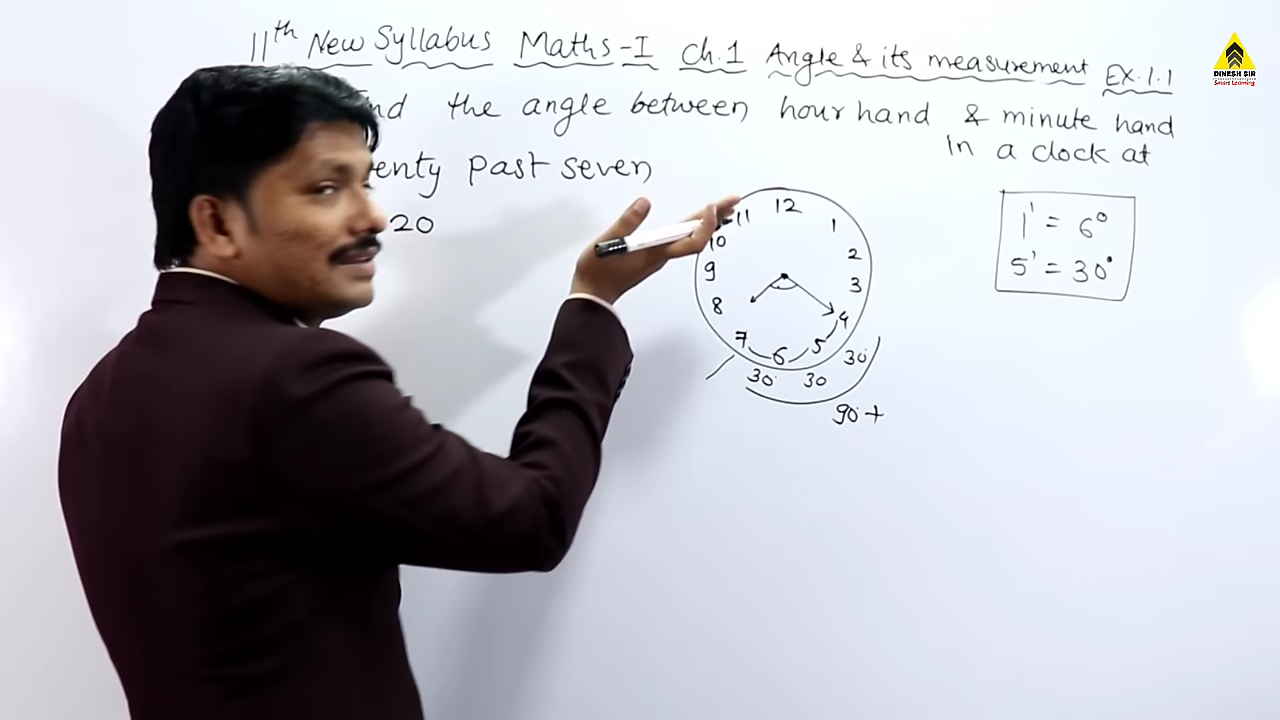 11th New Syllabus Maths-I Ch.1 Angle & its measurement Ex.1.1
the angle between hour hand & minute hand
In a clock at
past seven
20
12
11 1
10 2
9 3
8 4
7 6 5
30° 30 30°
90°+
1' = 6°
5' = 30°
DINESH SIR
Smart Learning